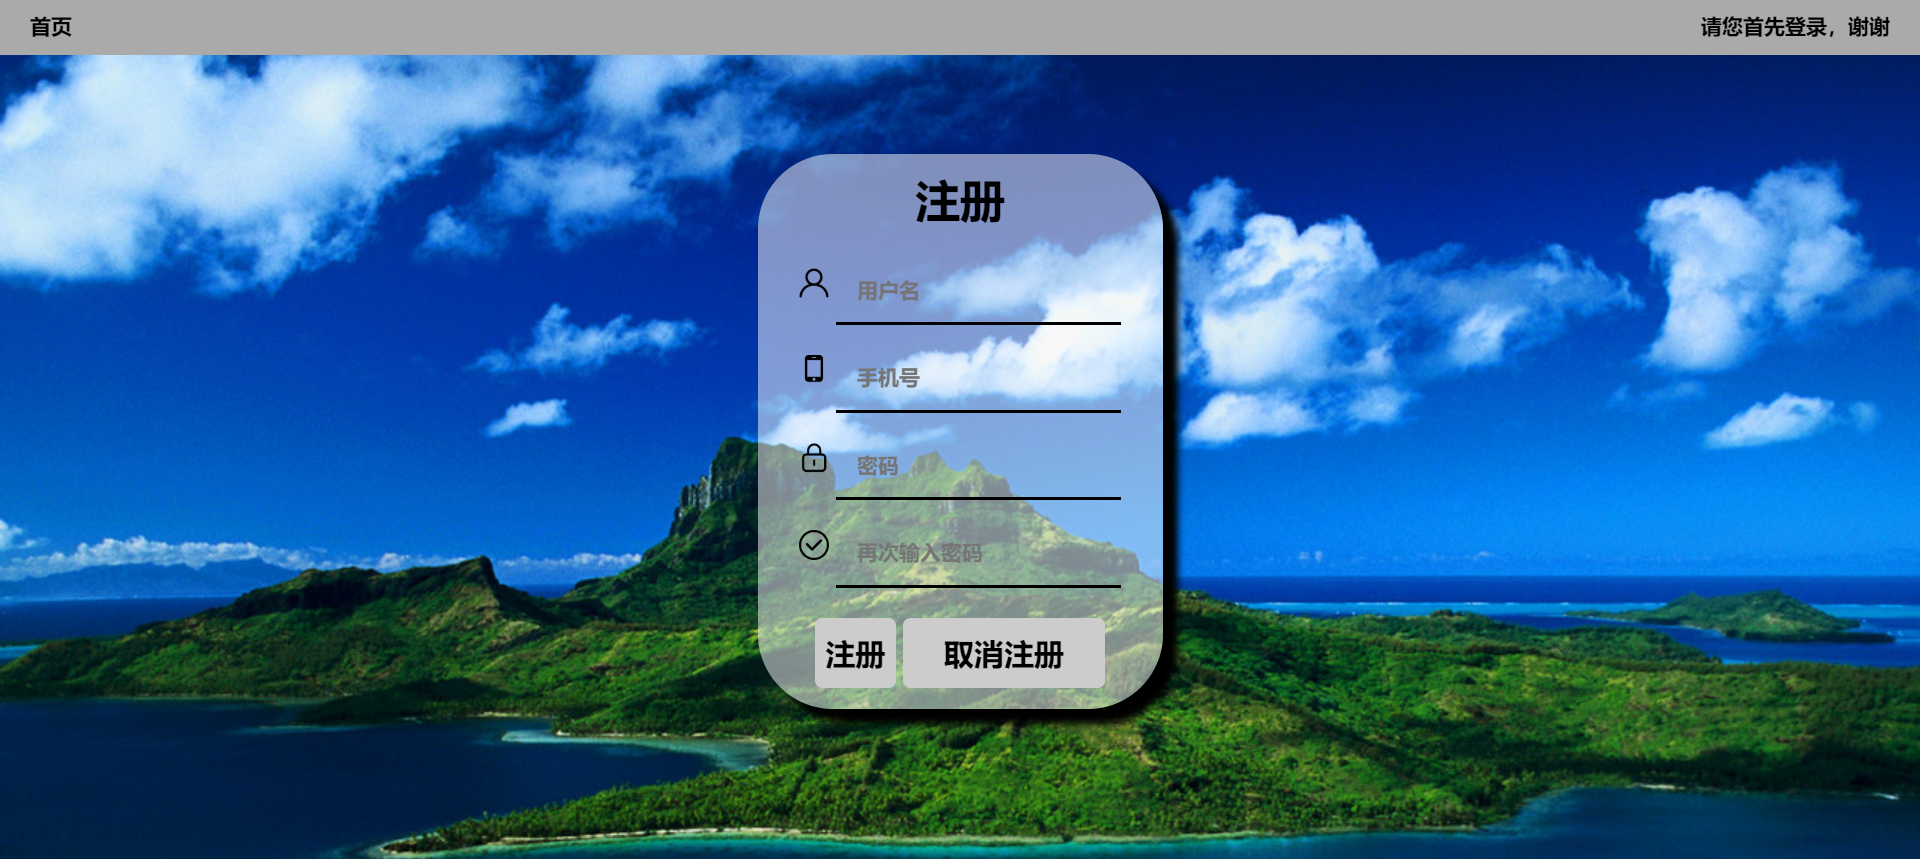 首页
请您首先登录，谢谢
注册
用户名
手机号
密码
再次输入密码
注册
取消注册